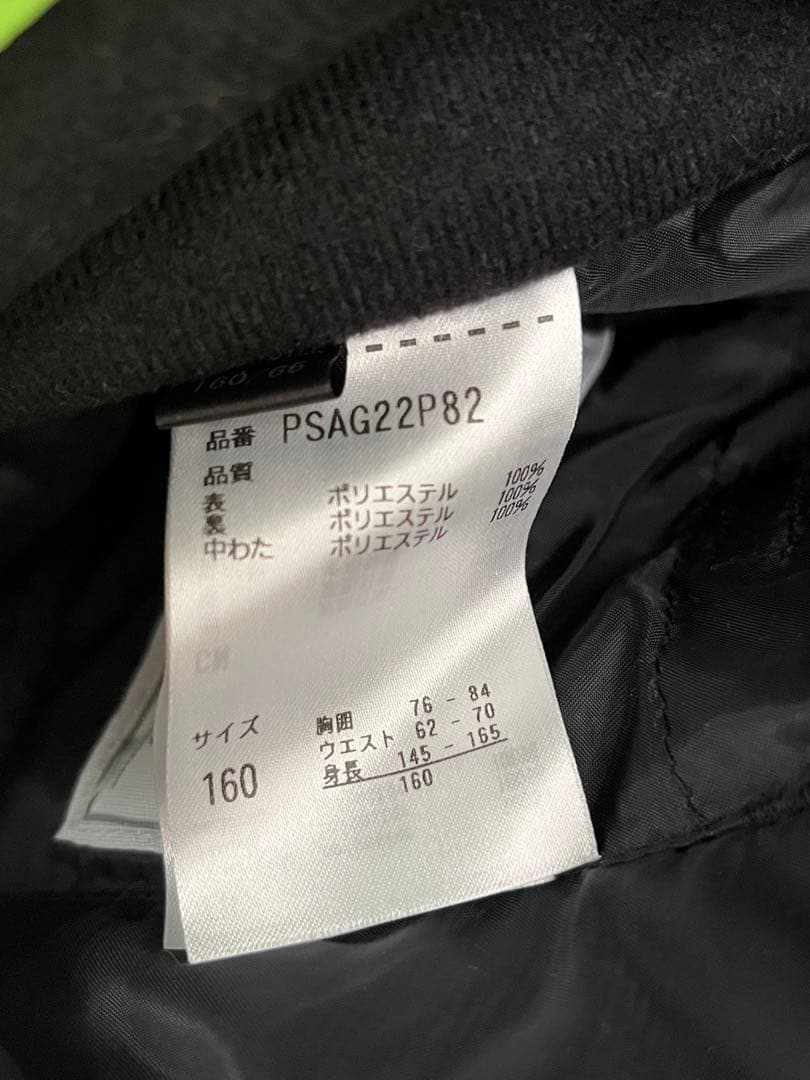 160 65
品番 PSAG22P82
品質
表 ポリエステル 100%
裏 ポリエステル 100%
中わた ポリエステル 100%
CM
サイズ 胸囲 76 - 84
ウエスト 62 - 70
身長 145 - 165
160 160